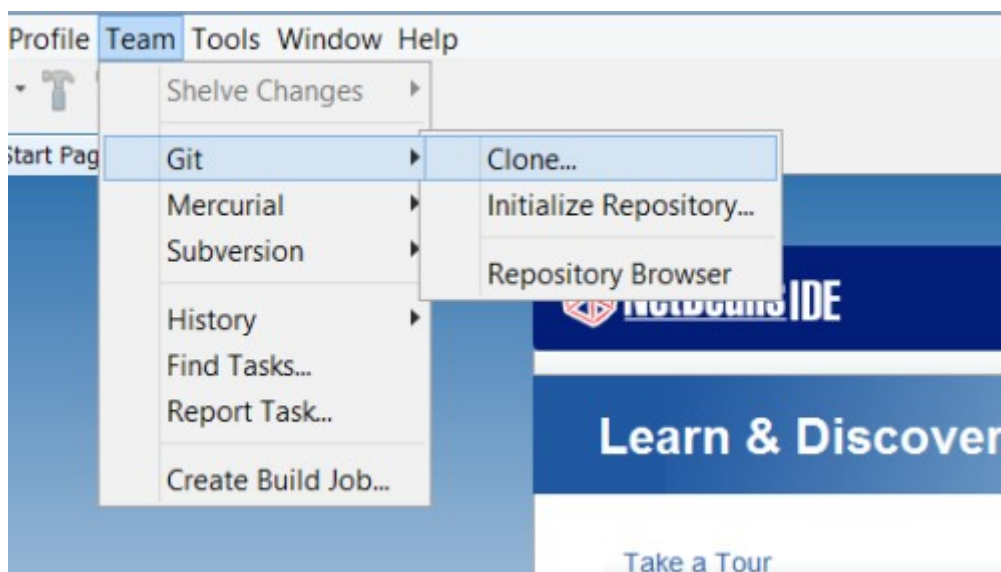 Profile Team Tools Window Help
Shelve Changes
Start Pag
Git
Clone...
Mercurial
Initialize Repository...
Subversion
Repository Browser
NetBeans IDE
History
Find Tasks...
Report Task...
Learn & Discover
Create Build Job...
Take a Tour